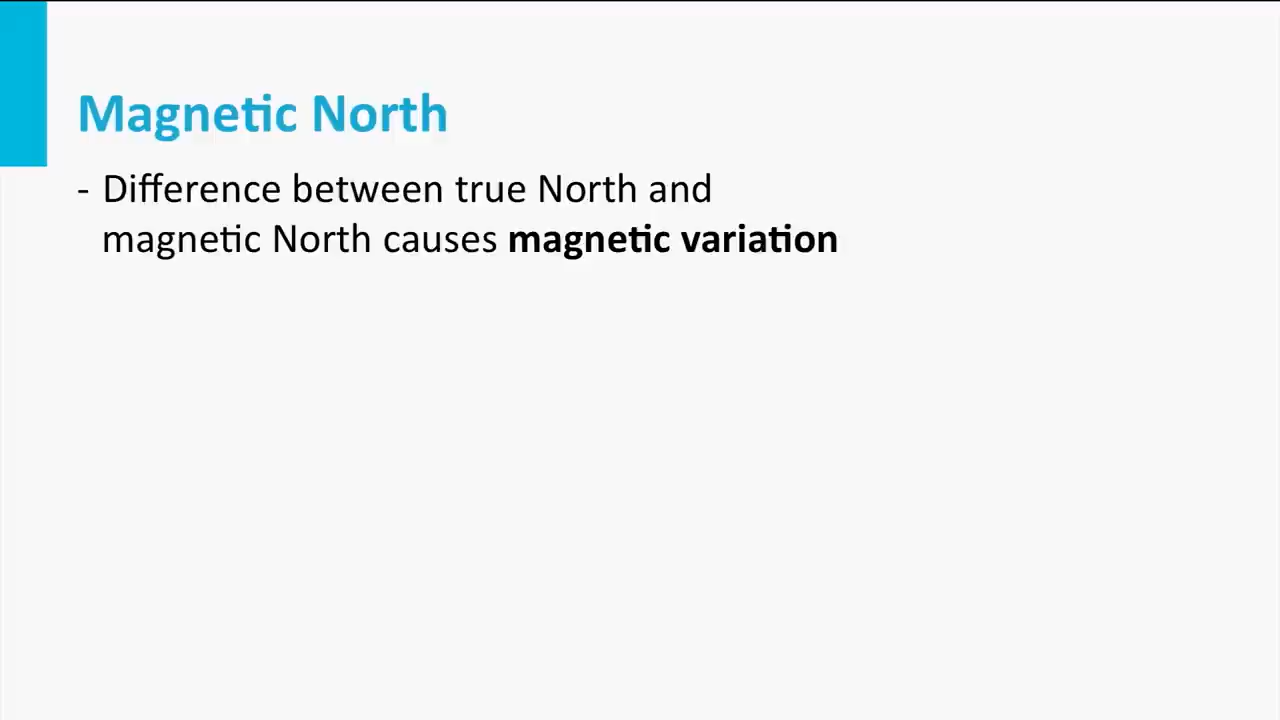 Magnetic North
- Difference between true North and
magnetic North causes magnetic variation